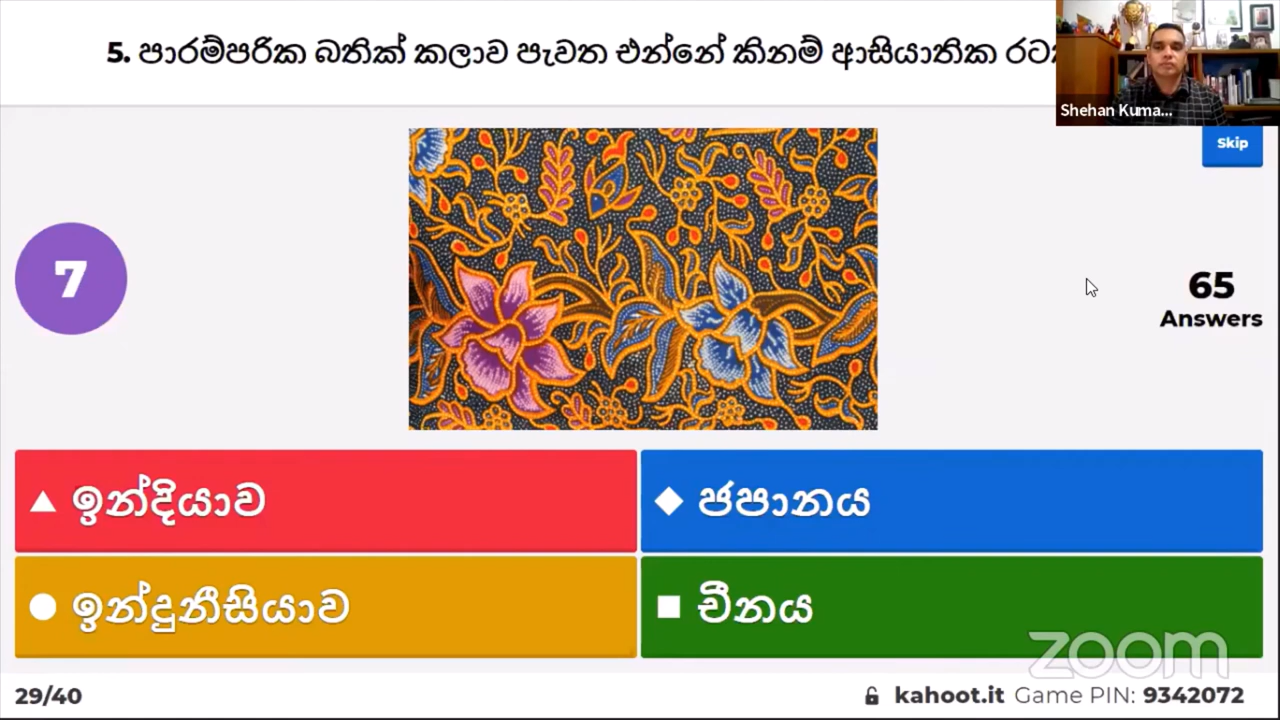 5. පාරම්පරික බතික් කලාව පැවත එන්නේ කිනම් ආසියාතික
Shehan Kuma...
Skip
7
65
Answers
ඉන්දියාව
ජපානය
ඉන්දුනීසියාව
චීනය
zoom
29/40
kahoot.it Game PIN: 9342072